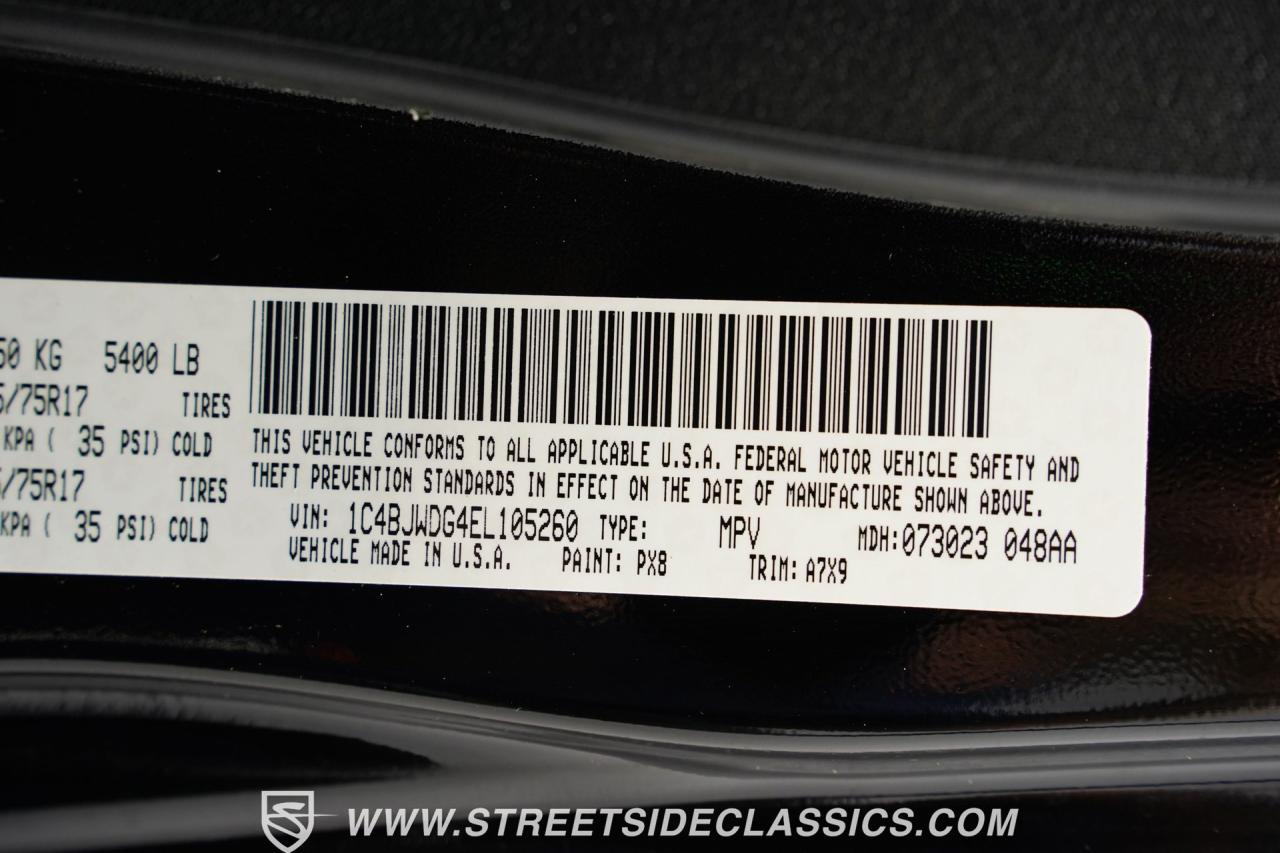 50 KG 5400 LB
/75R17 TIRES
KPA ( 35 PSI) COLD
/75R17 TIRES
KPA ( 35 PSI) COLD
THIS VEHICLE CONFORMS TO ALL APPLICABLE U.S.A. FEDERAL MOTOR VEHICLE SAFETY AND
THEFT PREVENTION STANDARDS IN EFFECT ON THE DATE OF MANUFACTURE SHOWN ABOVE.
VIN: 1C4BJWDG4EL105260 TYPE: MPV MDH:073023 048AA
VEHICLE MADE IN U.S.A. PAINT: PX8 TRIM: A7X9
S WWW.STREETSIDECLASSICS.COM